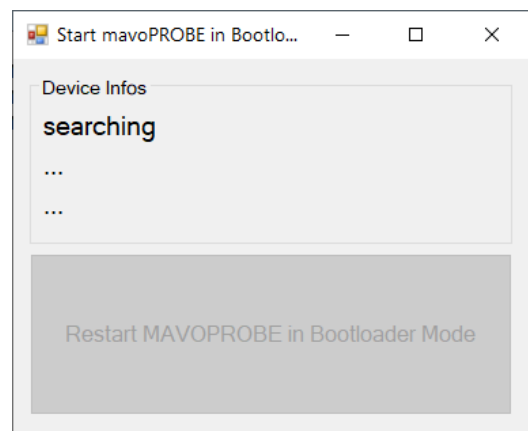 Start mavoPROBE in Bootlo...
Device Infos
searching
...
...
Restart MAVOPROBE in Bootloader Mode